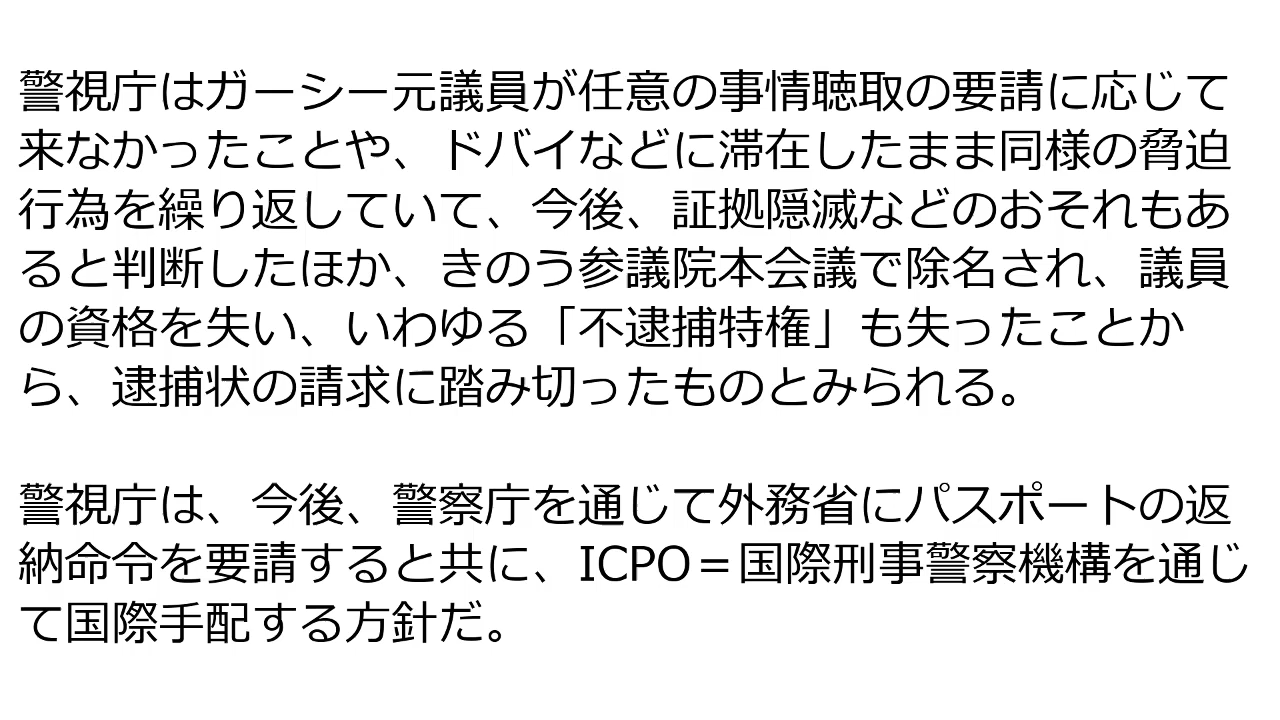 警視庁はガーシー元議員が任意の事情聴取の要請に応じて
来なかったことや、ドバイなどに滞在したまま同様の脅迫
行為を繰り返していて、今後、証拠隠滅などのおそれもあ
ると判断したほか、きのう参議院本会議で除名され、議員
の資格を失い、いわゆる「不逮捕特権」も失ったことか
ら、逮捕状の請求に踏み切ったものとみられる。
警視庁は、今後、警察庁を通じて外務省にパスポートの返
納命令を要請すると共に、ICPO＝国際刑事警察機構を通じ
て国際手配する方針だ。